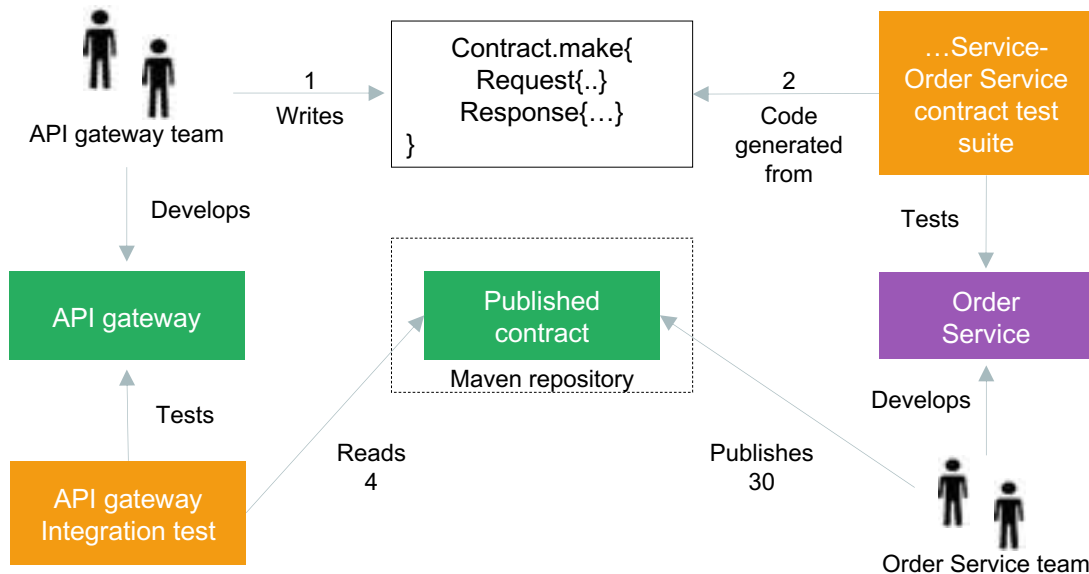 API gateway team
1
Writes
Contract.make{
Request{..}
Response{…}
}
2
Code
generated
from
…Service-
Order Service
contract test
suite
Develops
Tests
API gateway
Published
contract
Maven repository
Order
Service
Tests
Develops
Reads
4
Publishes
30
API gateway
Integration test
Order Service team